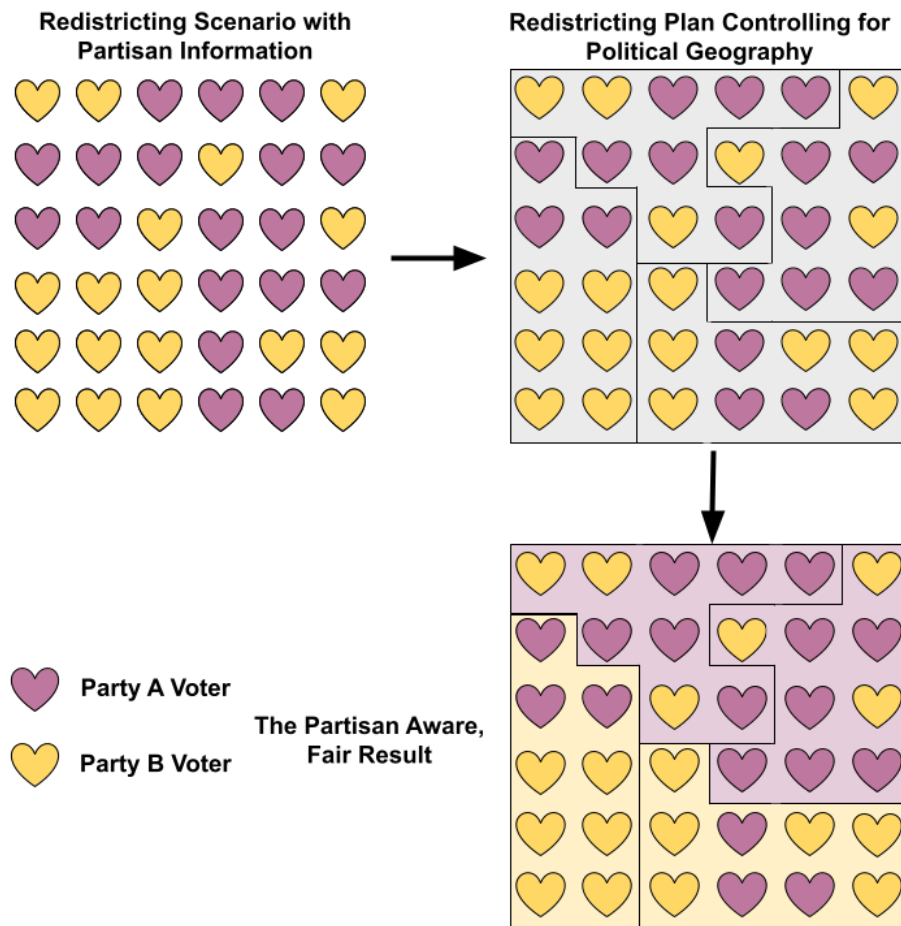 Redistricting Scenario with
Partisan Information
Redistricting Plan Controlling for
Political Geography
Party A Voter
Party B Voter
The Partisan Aware,
Fair Result